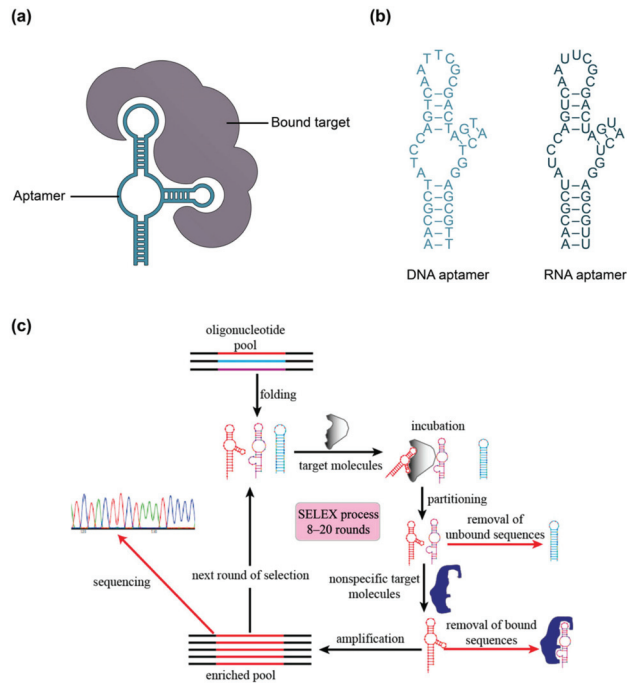 (a)
Bound target
Aptamer
(b)
DNA aptamer
RNA aptamer
(c)
oligonucleotide
pool
folding
target molecules
incubation
partitioning
SELEX process
8–20 rounds
removal of
unbound sequences
nonspecific target
molecules
removal of bound
sequences
amplification
enriched pool
next round of selection
sequencing